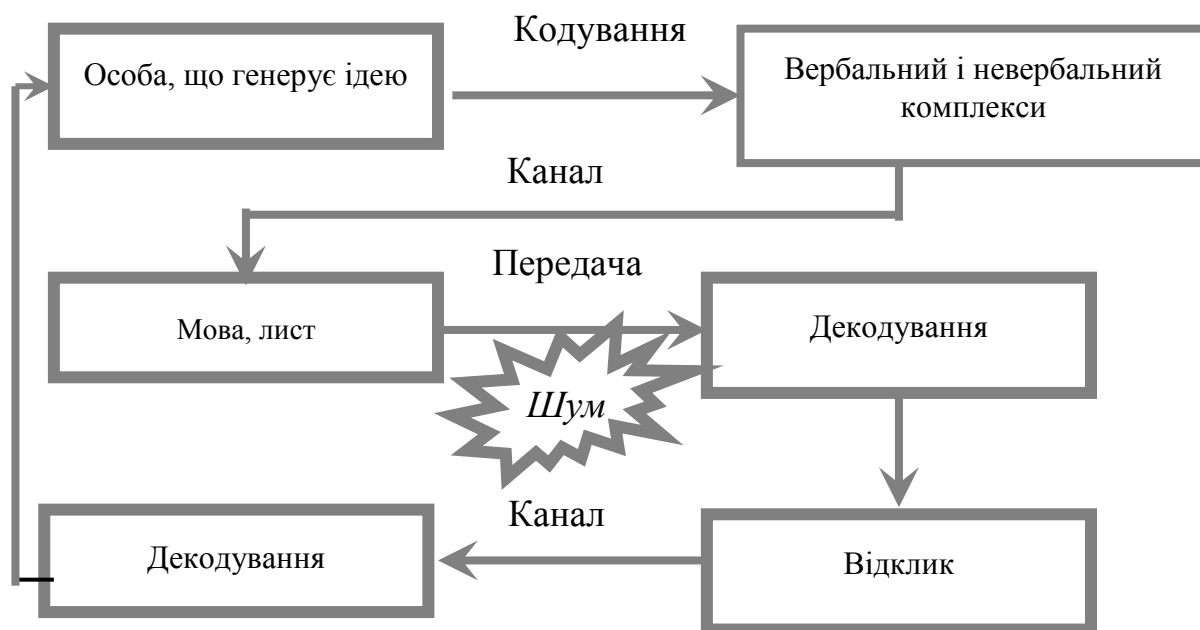 Кодування
Особа, що генерує ідею
Вербальний і невербальний
комплекси
Канал
Передача
Мова, лист
Декодування
Шум
Канал
Декодування
Відклик